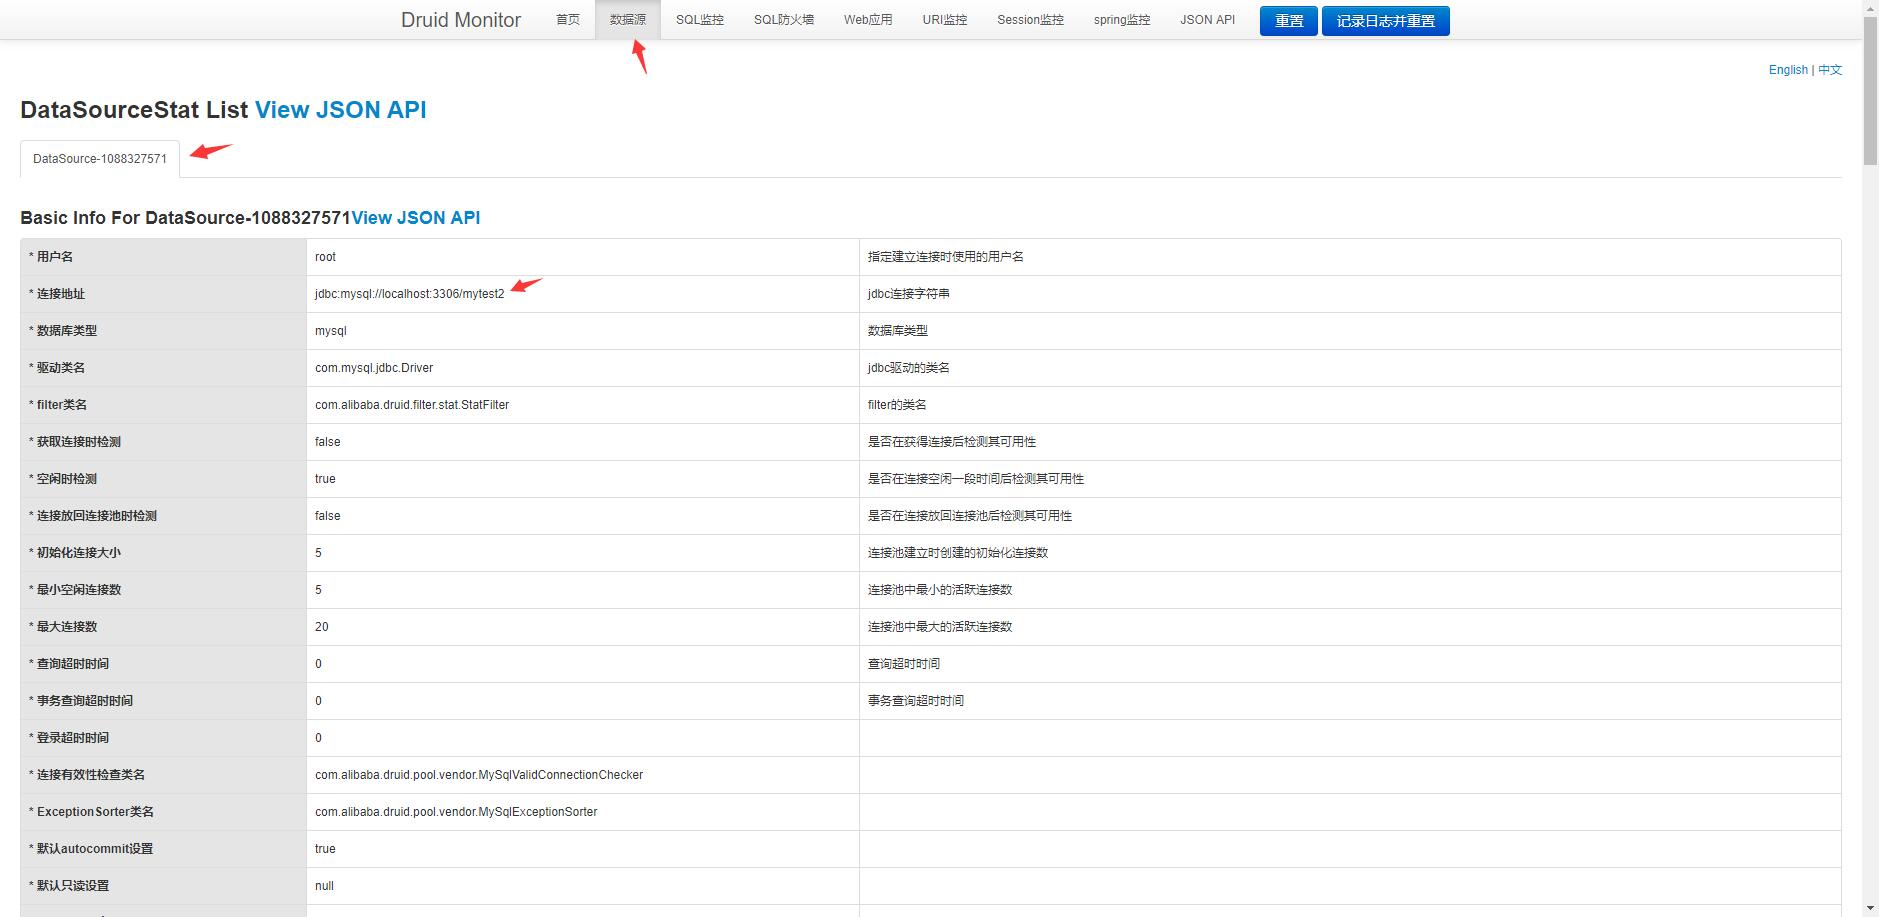 Druid Monitor 首页 数据源 SQL监控 SQL防火墙 Web应用 URI监控 Session监控 spring监控 JSON API 重置 记录日志并重置
English | 中文
DataSourceStat List View JSON API
DataSource-1088327571
Basic Info For DataSource-1088327571View JSON API
* 用户名 root 指定建立连接时使用的用户名
* 连接地址 jdbc:mysql://localhost:3306/mytest2 jdbc连接字符串
* 数据库类型 mysql 数据库类型
* 驱动类名 com.mysql.jdbc.Driver jdbc驱动的类名
* filter类名 com.alibaba.druid.filter.stat.StatFilter filter的类名
* 获取连接时检测 false 是否在获得连接后检测其可用性
* 空闲时检测 true 是否在连接空闲一段时间后检测其可用性
* 连接放回连接池时检测 false 是否在连接放回连接池后检测其可用性
* 初始化连接大小 5 连接池建立时创建的初始化连接数
* 最小空闲连接数 5 连接池中最小的活跃连接数
* 最大连接数 20 连接池中最大的活跃连接数
* 查询超时时间 0 查询超时时间
* 事务查询超时时间 0 事务查询超时时间
* 登录超时时间 0
* 连接有效性检查类名 com.alibaba.druid.pool.vendor.MySqlValidConnectionChecker
* ExceptionSorter类名 com.alibaba.druid.pool.vendor.MySqlExceptionSorter
* 默认autocommit设置 true
* 默认只读设置 null